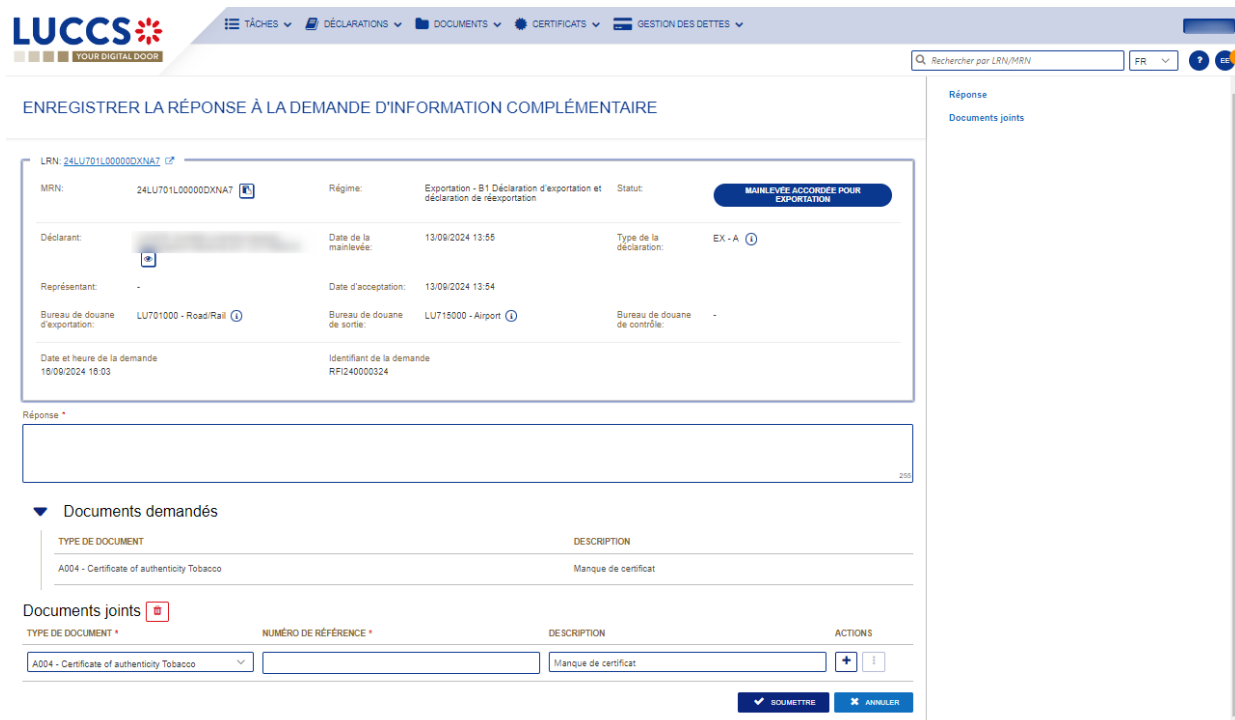 LUCCS
YOUR DIGITAL DOOR
TÂCHES
DÉCLARATIONS
DOCUMENTS
CERTIFICATS
GESTION DES DETTES
Rechercher par LRN/MRN
FR
?
EE
ENREGISTRER LA RÉPONSE À LA DEMANDE D'INFORMATION COMPLÉMENTAIRE
Réponse
Documents joints
LRN: 24LU701L00000DXNA7
MRN: 24LU701L00000DXNA7
Régime: Exportation - B1 Déclaration d'exportation et
déclaration de réexportation
Statut: MAINLEVÉE ACCORDÉE POUR
EXPORTATION
Déclarant:
Date de la
mainlevée: 13/09/2024 13:55
Type de la
déclaration: EX - A
Représentant: -
Date d'acceptation: 13/09/2024 13:54
Bureau de douane
d'exportation: LU701000 - Road/Rail
Bureau de douane
de sortie: LU715000 - Airport
Bureau de douane
de contrôle: -
Date et heure de la demande
16/09/2024 16:03
Identifiant de la demande
RFI240000324
Réponse *
255
Documents demandés
TYPE DE DOCUMENT DESCRIPTION
A004 - Certificate of authenticity Tobacco Manque de certificat
Documents joints
TYPE DE DOCUMENT * NUMÉRO DE RÉFÉRENCE * DESCRIPTION ACTIONS
A004 - Certificate of authenticity Tobacco Manque de certificat
SOUMETTRE
ANNULER